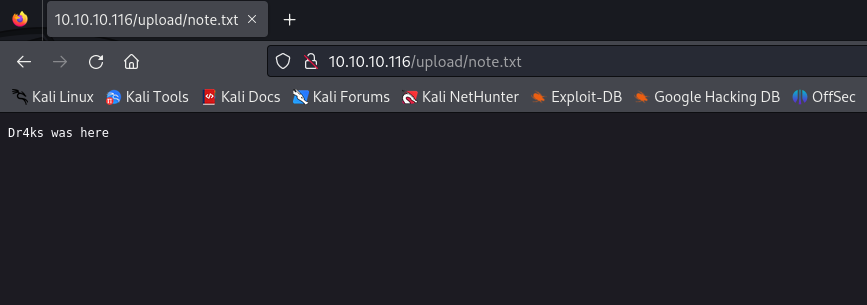 10.10.10.116/upload/note.txt
10.10.10.116/upload/note.txt
Kali Linux Kali Tools Kali Docs Kali Forums Kali NetHunter Exploit-DB Google Hacking DB OffSec
Dr4ks was here